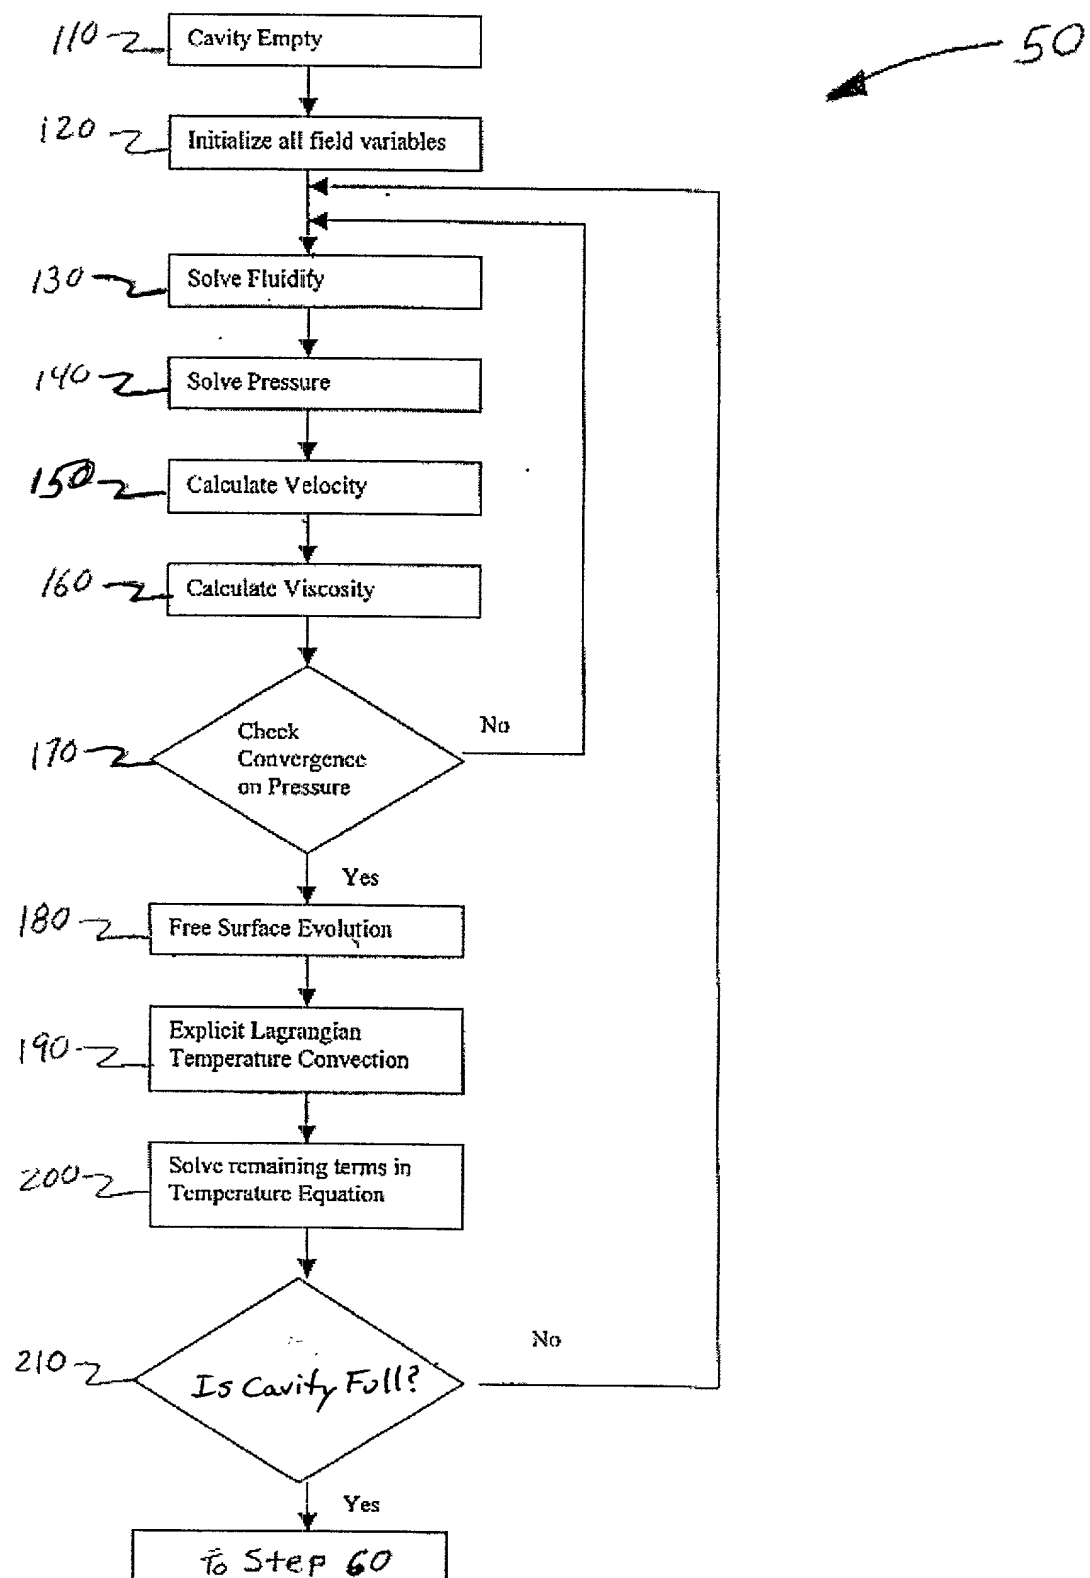 110 Cavity Empty
50
120 Initialize all field variables
130 Solve Fluidity
140 Solve Pressure
150 Calculate Velocity
160 Calculate Viscosity
170 Check
Convergence
on Pressure
No
Yes
180 Free Surface Evolution
190 Explicit Lagrangian
Temperature Convection
200 Solve remaining terms in
Temperature Equation
210 Is Cavity Full?
No
Yes
To Step 60